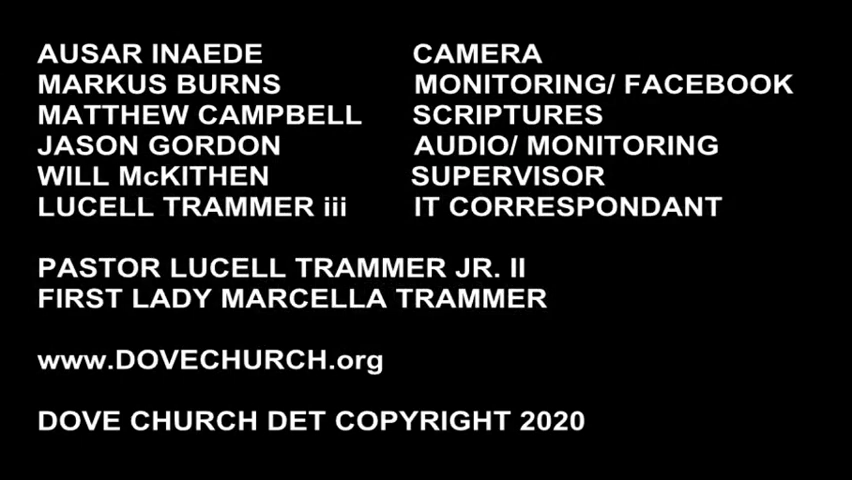 AUSAR INAEDE CAMERA
MARKUS BURNS MONITORING/ FACEBOOK
MATTHEW CAMPBELL SCRIPTURES
JASON GORDON AUDIO/ MONITORING
WILL McKITHEN SUPERVISOR
LUCELL TRAMMER iii IT CORRESPONDANT
PASTOR LUCELL TRAMMER JR. II
FIRST LADY MARCELLA TRAMMER
www.DOVECHURCH.org
DOVE CHURCH DET COPYRIGHT 2020